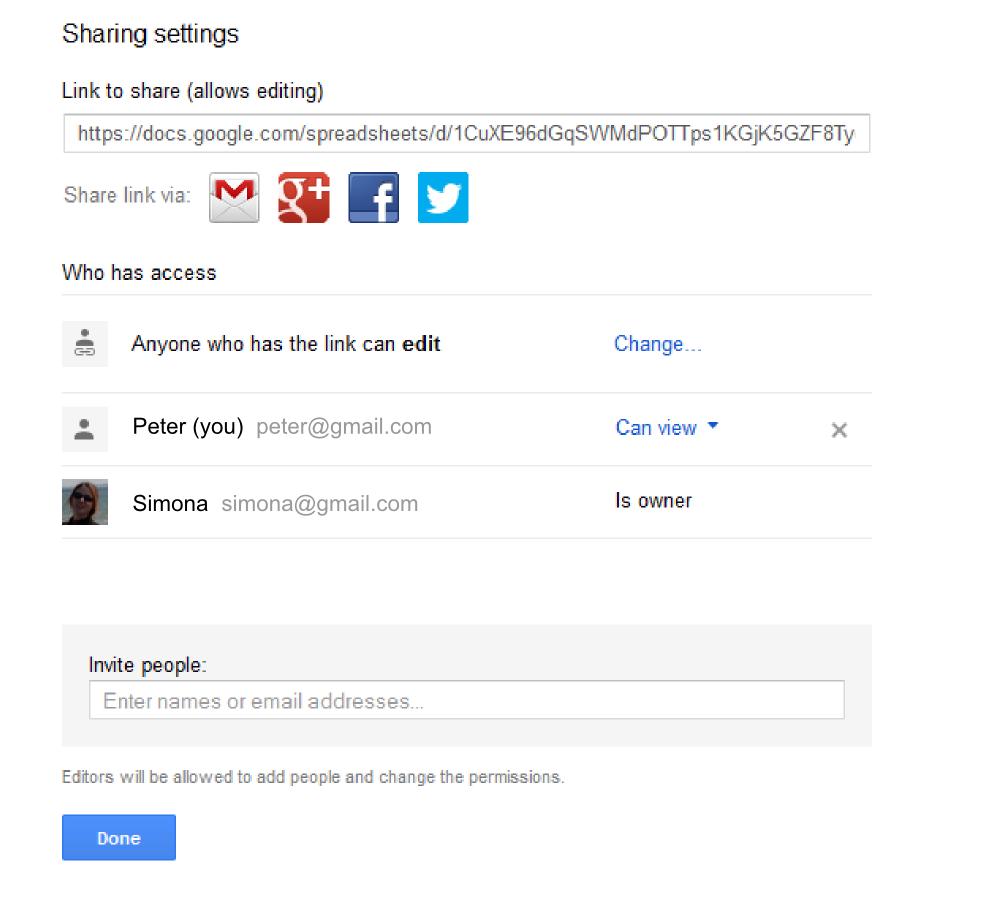 Sharing settings
Link to share (allows editing)
https://docs.google.com/spreadsheets/d/1CuXE96dGqSWMdPOTTps1KGjK5GZF8Ty
Share link via: M g+ f
Who has access
Anyone who has the link can edit Change...
Peter (you) peter@gmail.com Can view ×
Simona simona@gmail.com Is owner
Invite people:
Enter names or email addresses...
Editors will be allowed to add people and change the permissions.
Done